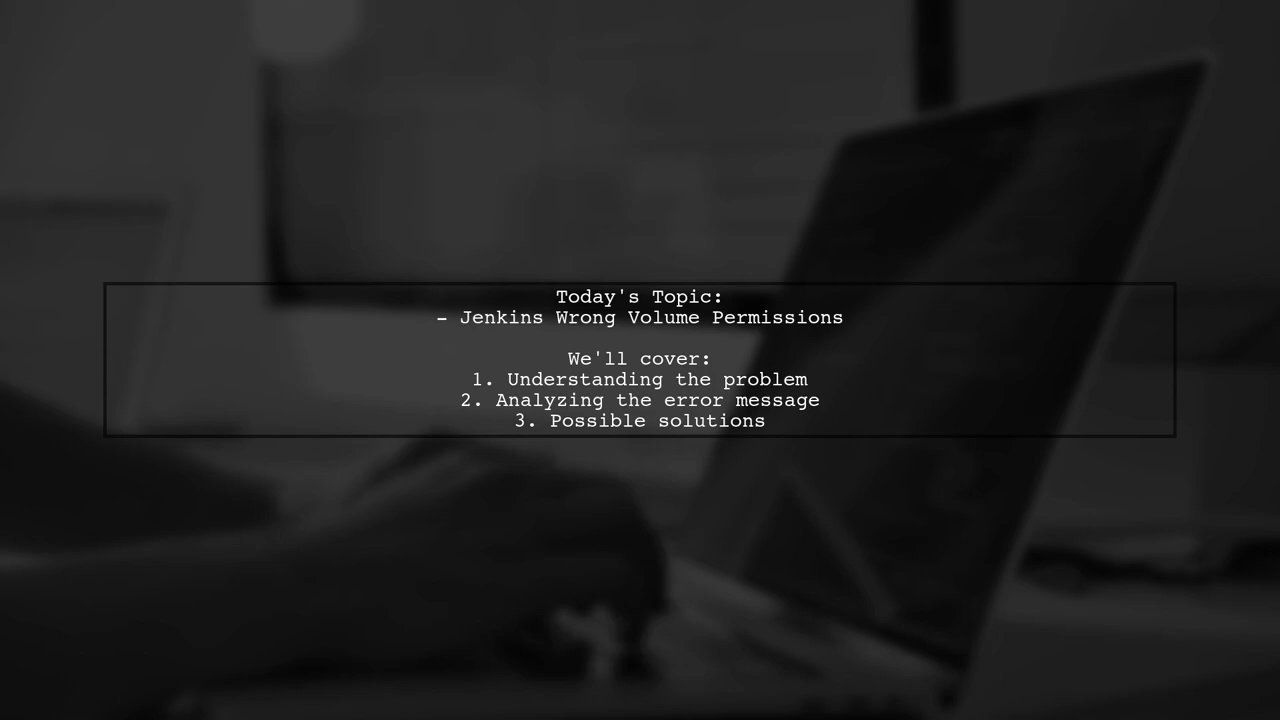 Today's Topic:
- Jenkins Wrong Volume Permissions
We'll cover:
1. Understanding the problem
2. Analyzing the error message
3. Possible solutions